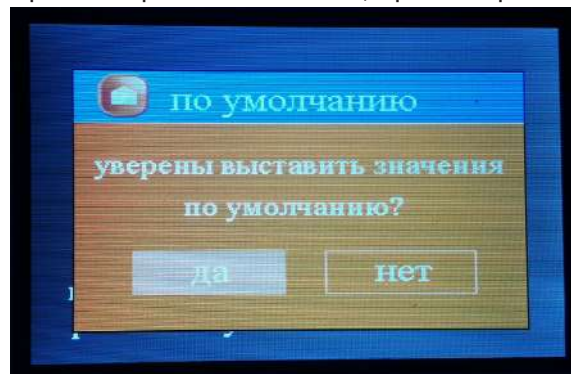 по умолчанию
уверены выставить значения
по умолчанию?
да
нет